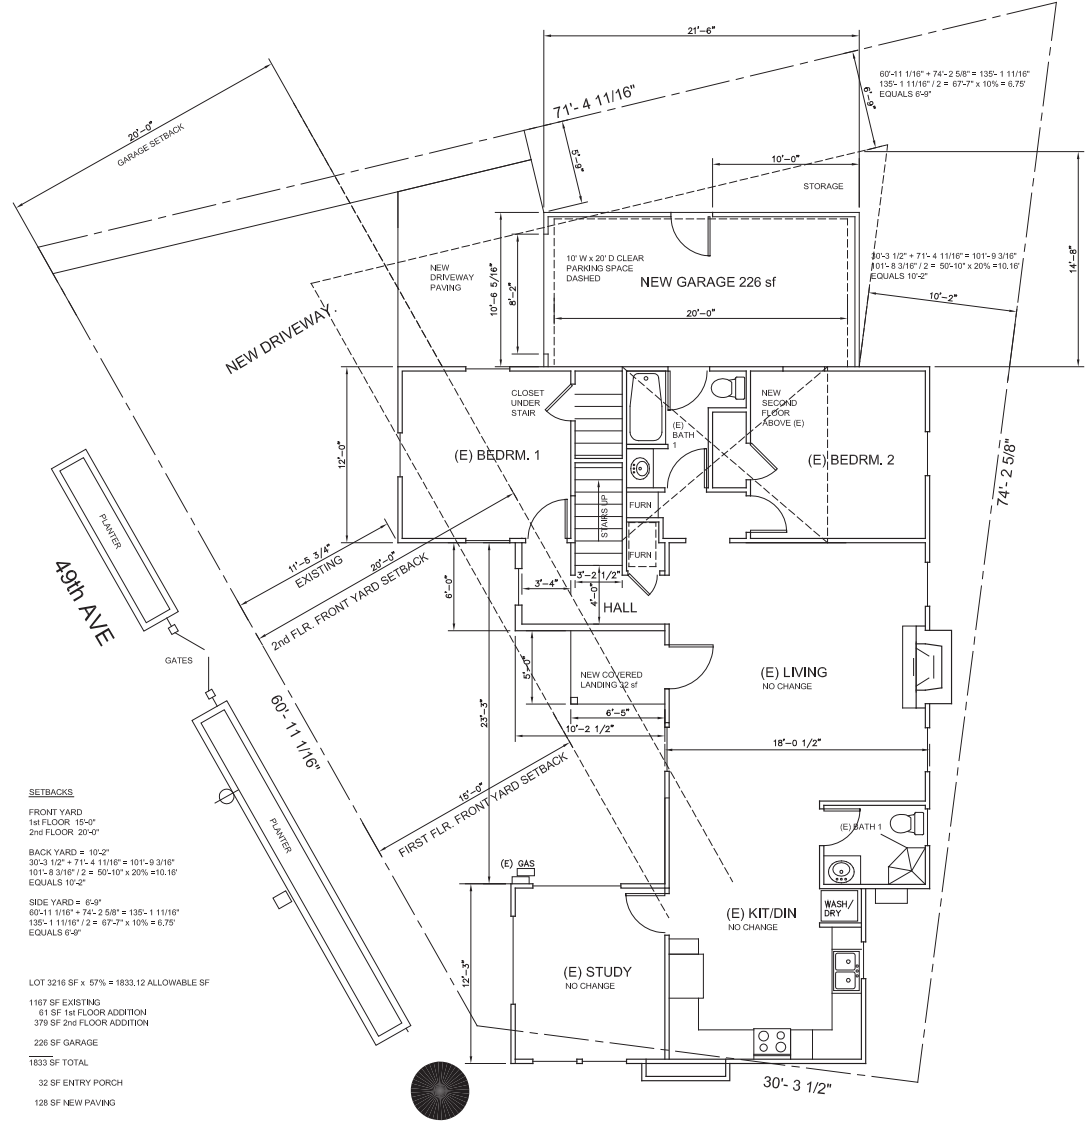 21'-6"
60'-11 1/16" + 74'- 2 5/8" = 135'- 1 11/16"
135'- 1 11/16" / 2 = 67'-7" x 10% = 6.75'
EQUALS 6'-9"
71'- 4 11/16"
6'-9"
20'-0"
GARAGE SETBACK
5'-9"
10'-0"
STORAGE
NEW
DRIVEWAY
PAVING
10'-6 5/16"
8'-2"
10' W x 20' D CLEAR
PARKING SPACE
DASHED
NEW GARAGE 226 sf
20'-0"
30'-3 1/2" + 71'- 4 11/16" = 101'-9 3/16"
101'- 8 3/16" / 2 = 50'-10" x 20% =10.16'
EQUALS 10'-2"
14'-8"
10'-2"
NEW DRIVEWAY.
12'-0"
CLOSET
UNDER
STAIR
(E) BEDRM. 1
(E)
BATH
1
NEW
SECOND
FLOOR
ABOVE (E)
(E) BEDRM. 2
74'- 2 5/8"
STAIRS UP
FURN
FURN
PLANTER
49th AVE
GATES
11'-6 3/4"
EXISTING
20'-0"
2nd FLR. FRONT YARD SETBACK
6'-0"
3'-4"
3'-2 1/2"
4'-0"
HALL
5'-0"
NEW COVERED
LANDING 32 sf
6'-5"
10'-2 1/2"
23'-3"
(E) LIVING
NO CHANGE
18'-0 1/2"
60'- 11 1/16"
15'-0"
FIRST FLR. FRONT YARD SETBACK
PLANTER
(E) BATH 1
(E) GAS
WASH/
DRY
(E) KIT/DIN
NO CHANGE
12'-3"
(E) STUDY
NO CHANGE
30'- 3 1/2"
SETBACKS
FRONT YARD
1st FLOOR 15'-0"
2nd FLOOR 20'-0"
BACK YARD = 10'-2"
30'-3 1/2" + 71'- 4 11/16" = 101'-9 3/16"
101'- 8 3/16" / 2 = 50'-10" x 20% =10.16'
EQUALS 10'-2"
SIDE YARD = 6'-9"
60'-11 1/16" + 74'- 2 5/8" = 135'- 1 11/16"
135'- 1 11/16" / 2 = 67'-7" x 10% = 6.75'
EQUALS 6'-9"
LOT 3216 SF x 57% = 1833.12 ALLOWABLE SF
1167 SF EXISTING
61 SF 1st FLOOR ADDITION
379 SF 2nd FLOOR ADDITION
226 SF GARAGE
1833 SF TOTAL
32 SF ENTRY PORCH
128 SF NEW PAVING